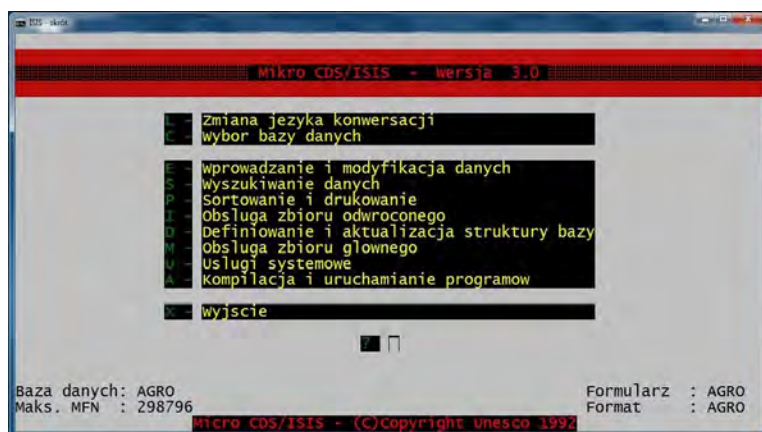 ISIS - skrót
Mikro CDS/ISIS - Wersja 3.0
L - Zmiana jezyka konwersacji
C - Wybor bazy danych
E - Wprowadzanie i modyfikacja danych
S - Wyszukiwanie danych
P - Sortowanie i drukowanie
I - Obsluga zbioru odwroconego
D - Definiowanie i aktualizacja struktury bazy
M - Obsluga zbioru glownego
U - Uslugi systemowe
A - Kompilacja i uruchamianie programow
X - Wyjscie
?
Baza danych: AGRO Formularz : AGRO
Maks. MFN : 298796 Format : AGRO
Micro CDS/ISIS - (C)Copyright Unesco 1992